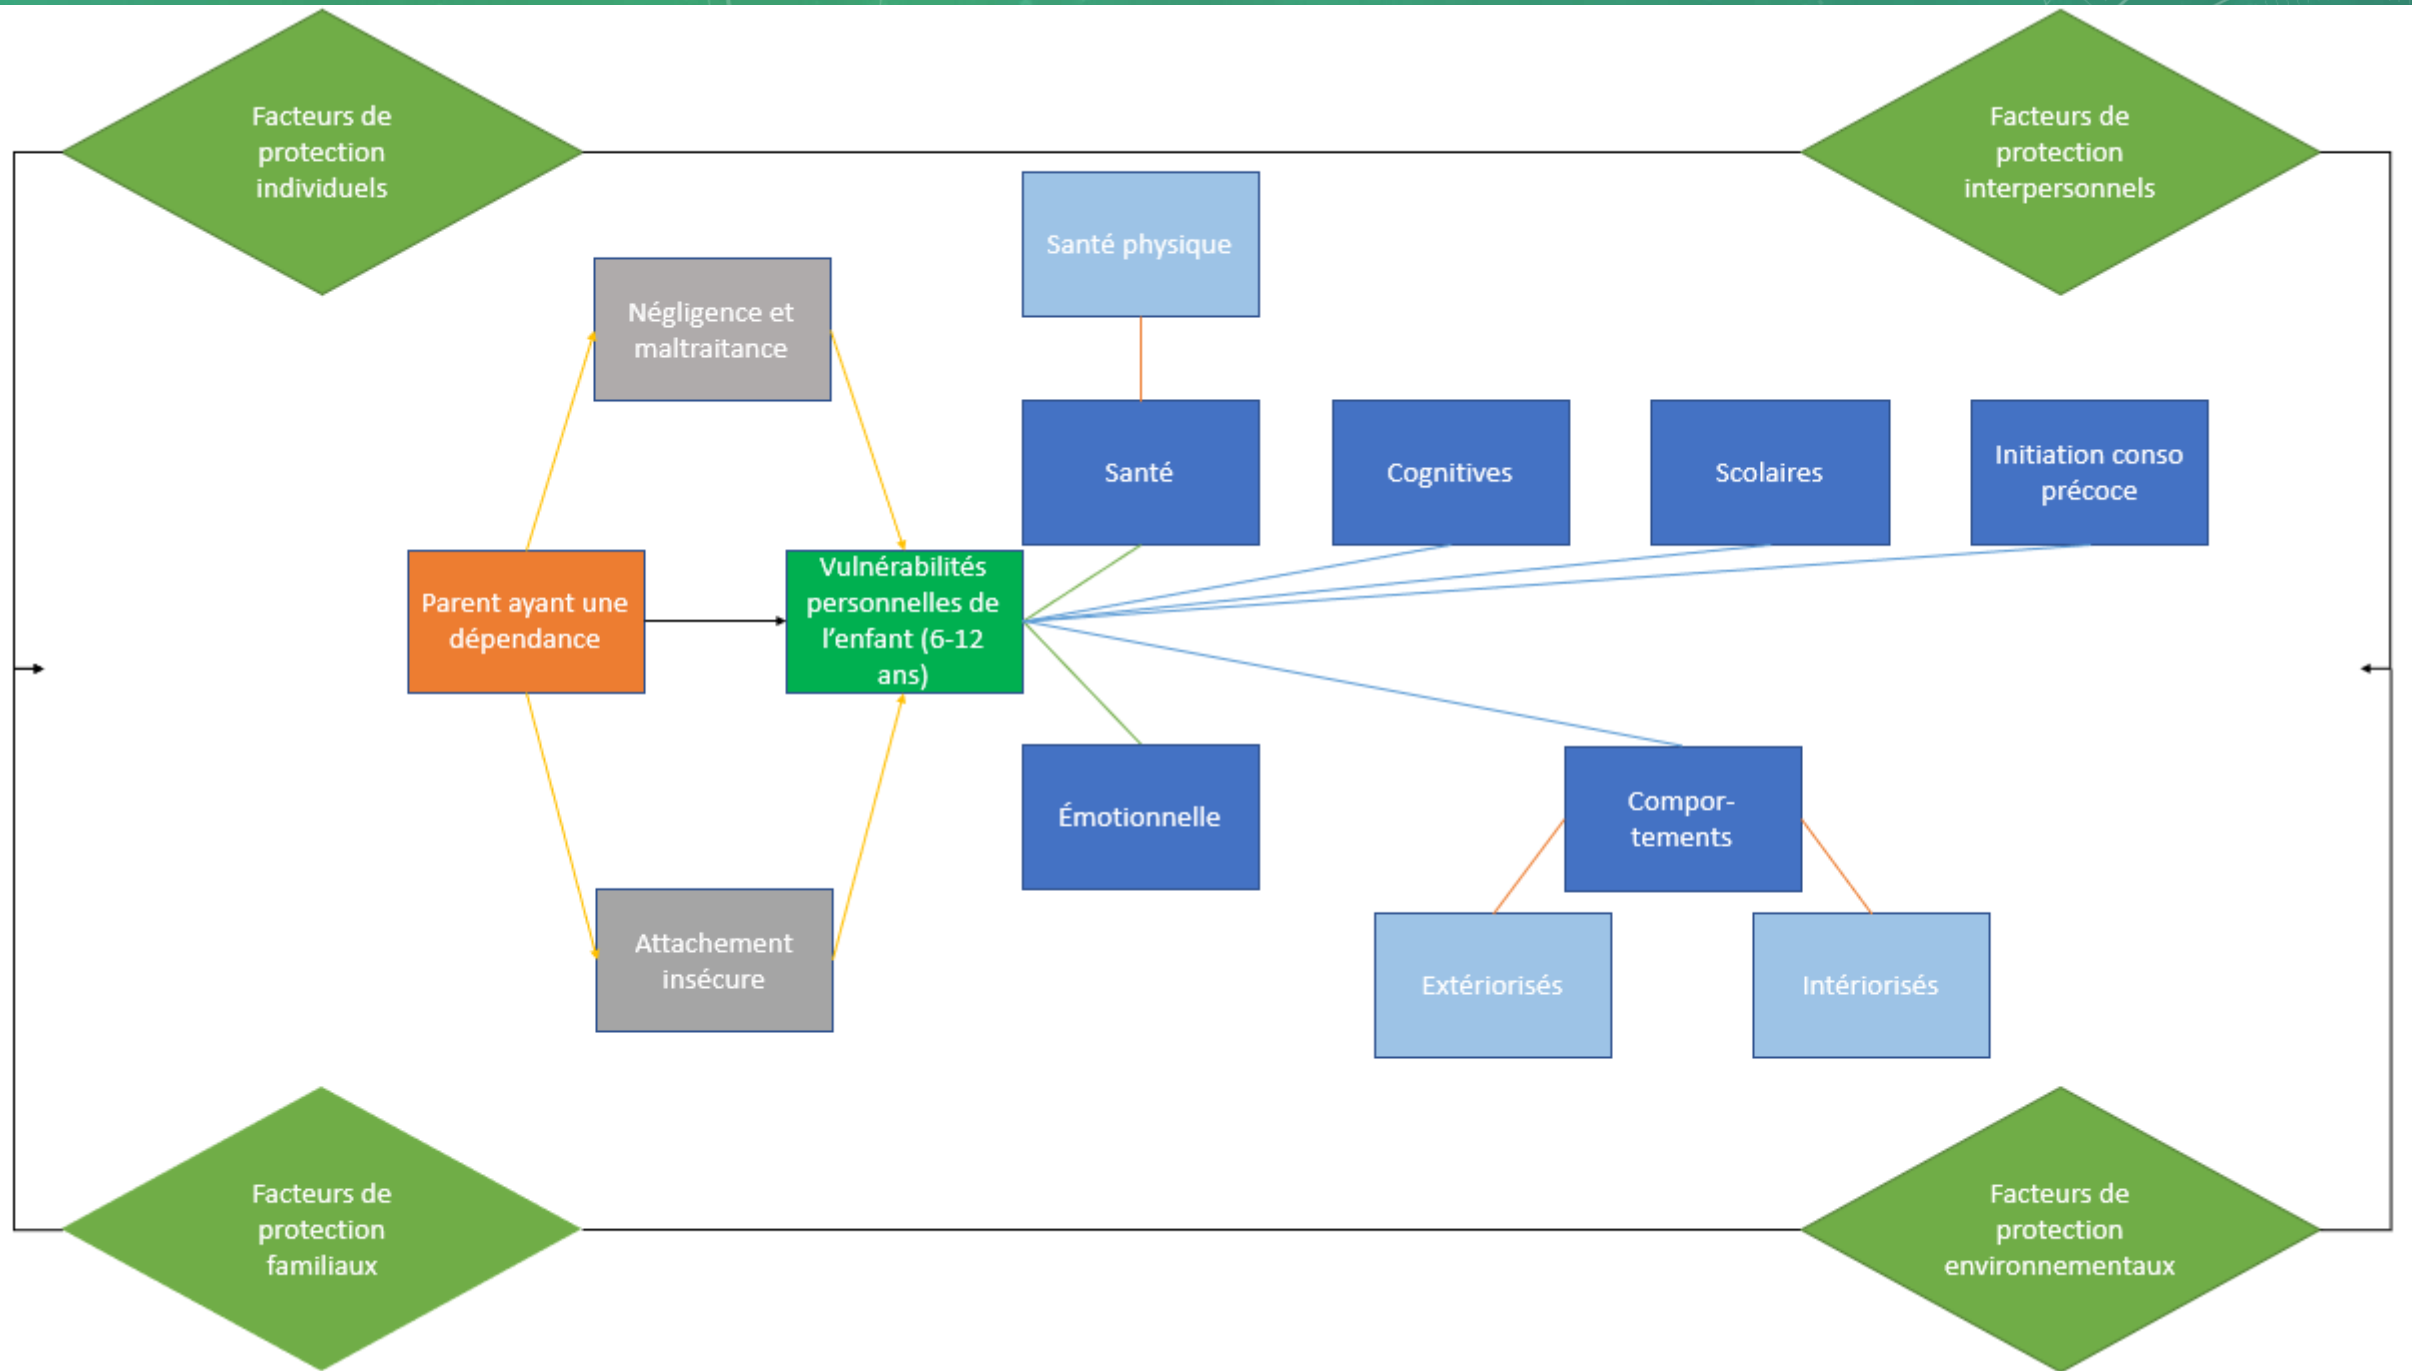 Facteurs de
protection
individuels
Facteurs de
protection
interpersonnels
Santé physique
Négligence et
maltraitance
Santé
Cognitives
Scolaires
Initiation conso
précoce
Parent ayant une
dépendance
Vulnérabilités
personnelles de
l’enfant (6-12
ans)
Émotionnelle
Compor-
tements
Attachement
insécure
Extériorisés
Intériorisés
Facteurs de
protection
familiaux
Facteurs de
protection
environnementaux